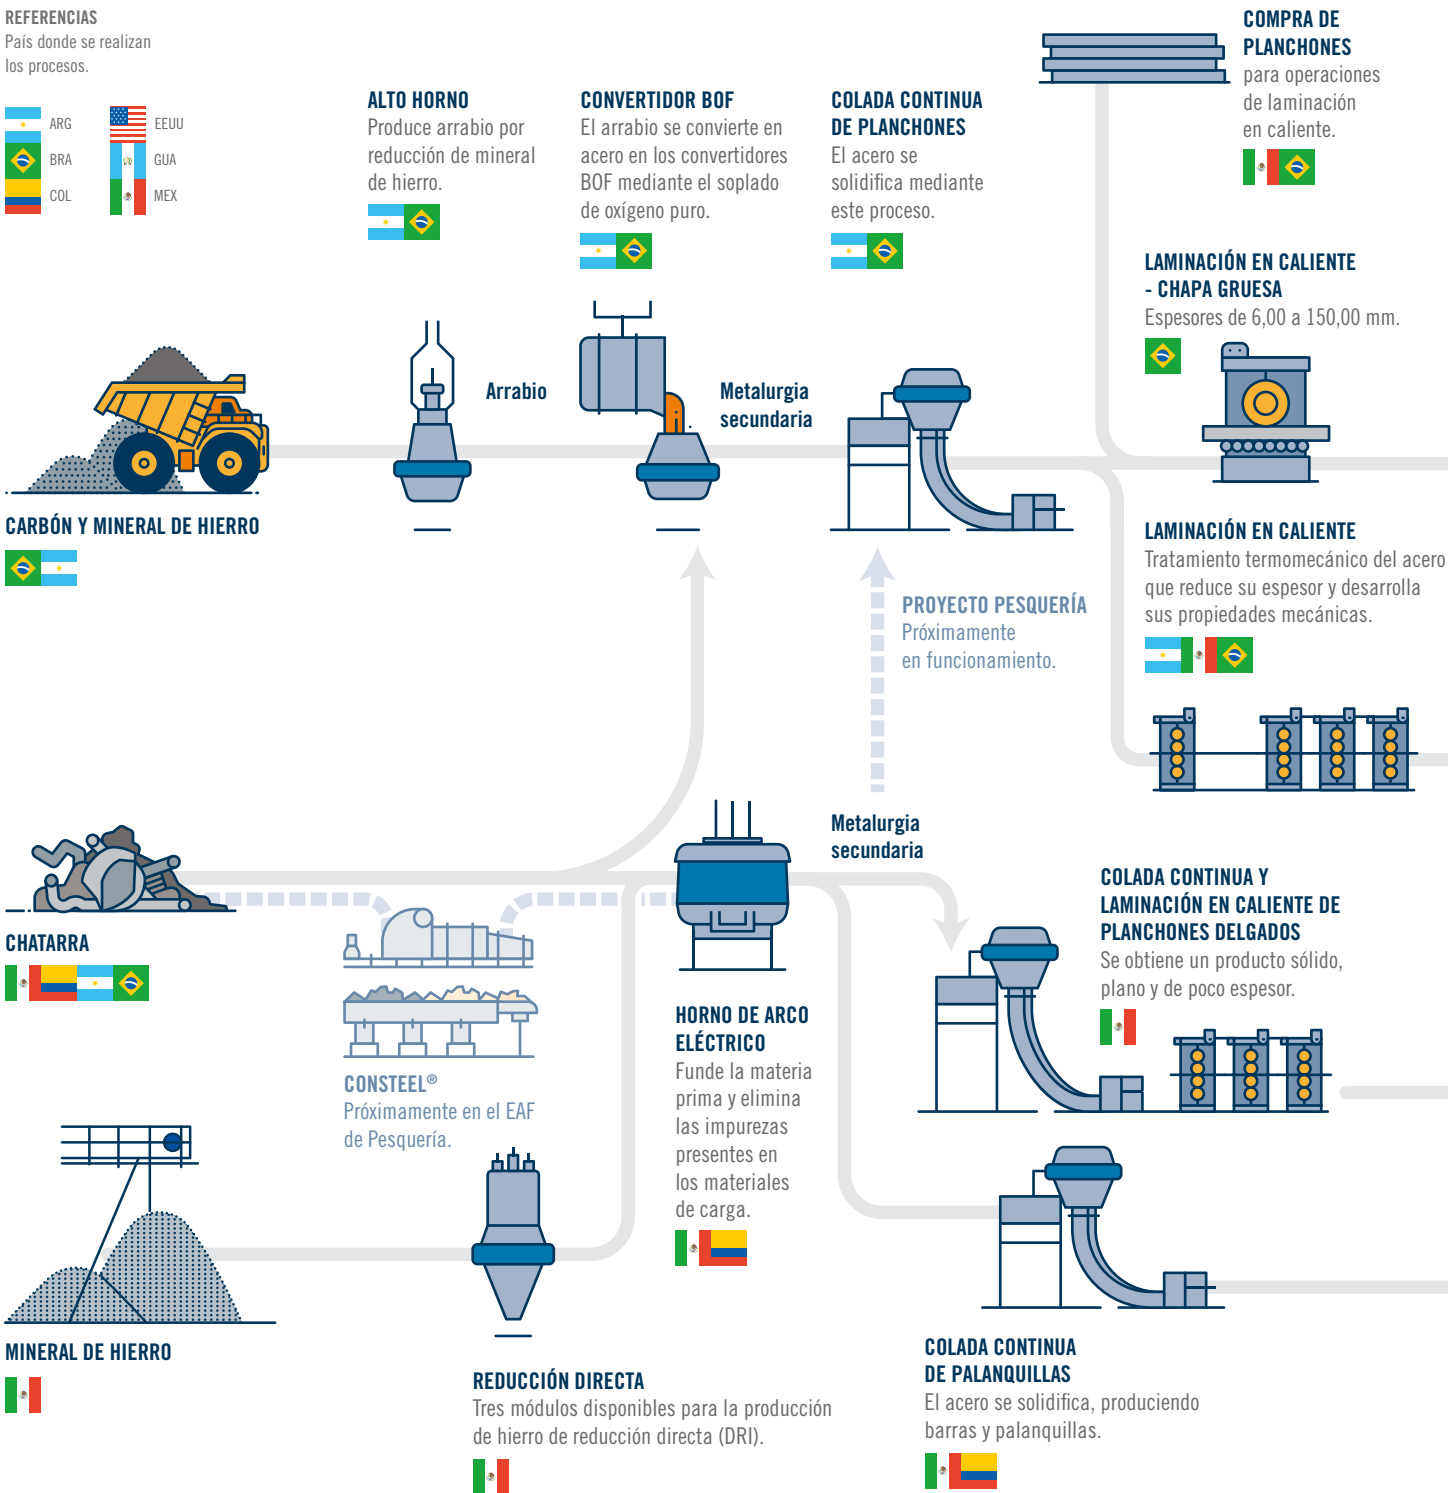 REFERENCIAS
País donde se realizan
los procesos.
ARG
EEUU
BRA
GUA
COL
MEX
ALTO HORNO
Produce arrabio por
reducción de mineral
de hierro.
CONVERTIDOR BOF
El arrabio se convierte en
acero en los convertidores
BOF mediante el soplado
de oxígeno puro.
COLADA CONTINUA
DE PLANCHONES
El acero se
solidifica mediante
este proceso.
COMPRA DE
PLANCHONES
para operaciones
de laminación
en caliente.
LAMINACIÓN EN CALIENTE
- CHAPA GRUESA
Espesores de 6,00 a 150,00 mm.
Arrabio
Metalurgia
secundaria
CARBÓN Y MINERAL DE HIERRO
LAMINACIÓN EN CALIENTE
Tratamiento termomecánico del acero
que reduce su espesor y desarrolla
sus propiedades mecánicas.
PROYECTO PESQUERÍA
Próximamente
en funcionamiento.
Metalurgia
secundaria
CHATARRA
COLADA CONTINUA Y
LAMINACIÓN EN CALIENTE DE
PLANCHONES DELGADOS
Se obtiene un producto sólido,
plano y de poco espesor.
CONSTEEL®
Próximamente en el EAF
de Pesquería.
HORNO DE ARCO
ELÉCTRICO
Funde la materia
prima y elimina
las impurezas
presentes en
los materiales
de carga.
MINERAL DE HIERRO
REDUCCIÓN DIRECTA
Tres módulos disponibles para la producción
de hierro de reducción directa (DRI).
COLADA CONTINUA
DE PALANQUILLAS
El acero se solidifica, produciendo
barras y palanquillas.